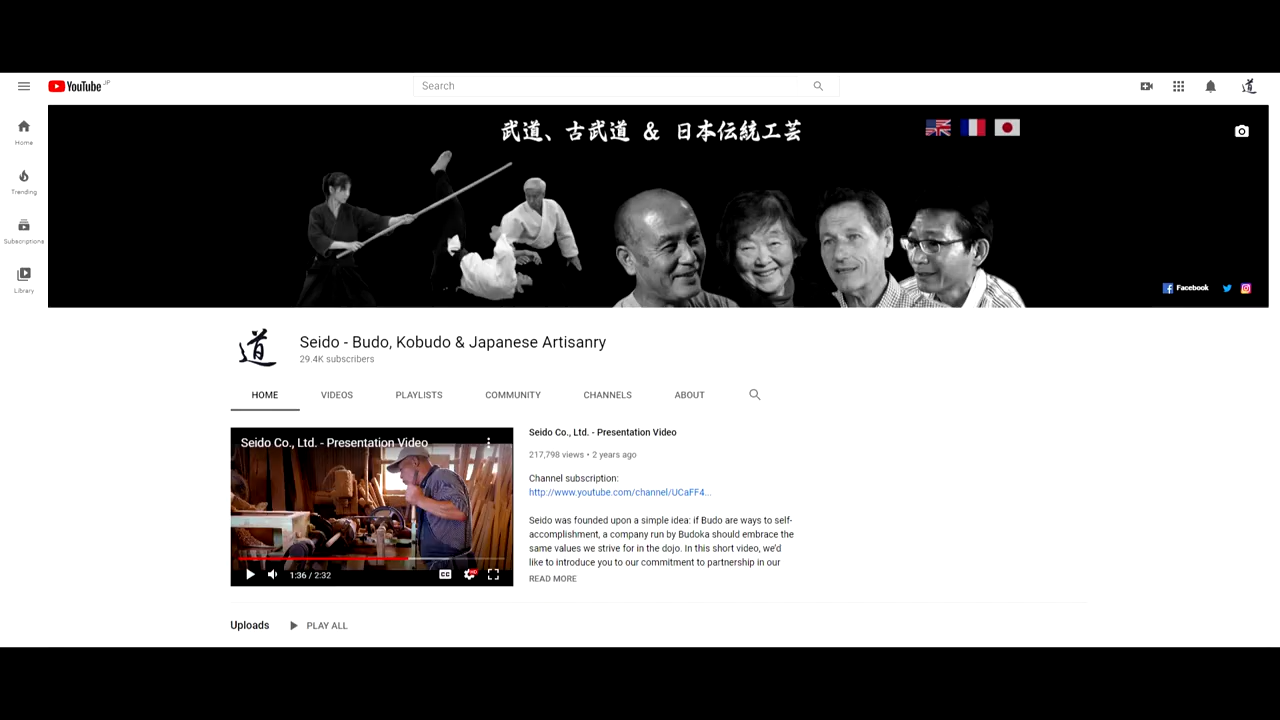 YouTube JP
Search
武道、古武道 & 日本伝統工芸
Home
Trending
Subscriptions
Library
Facebook
道
Seido - Budo, Kobudo & Japanese Artisanry
29.4K subscribers
HOME VIDEOS PLAYLISTS COMMUNITY CHANNELS ABOUT
Seido Co., Ltd. - Presentation Video
1:36 / 2:32
CC
HD
Seido Co., Ltd. - Presentation Video
217,798 views • 2 years ago
Channel subscription:
http://www.youtube.com/channel/UCaFF4...
Seido was founded upon a simple idea: if Budo are ways to self-
accomplishment, a company run by Budoka should embrace the
same values we strive for in the dojo. In this short video, we'd
like to introduce you to our commitment to partnership in our
READ MORE
Uploads PLAY ALL